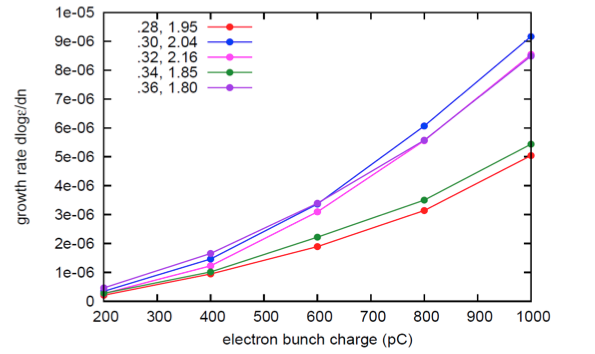 1e-05
9e-06
8e-06
7e-06
6e-06
5e-06
4e-06
3e-06
2e-06
1e-06
0
growth rate dlogε/dn
.28, 1.95
.30, 2.04
.32, 2.16
.34, 1.85
.36, 1.80
200 300 400 500 600 700 800 900 1000
electron bunch charge (pC)